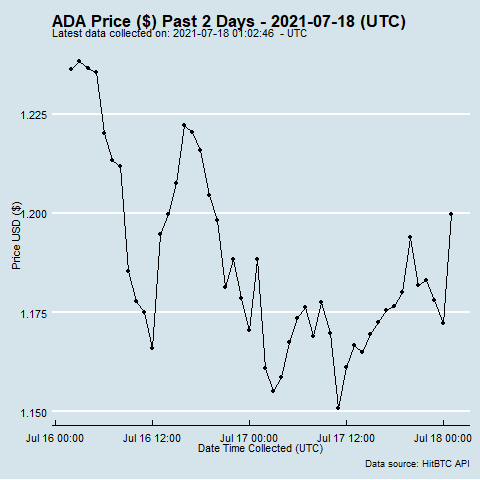 ADA Price ($) Past 2 Days - 2021-07-18 (UTC)
Latest data collected on: 2021-07-18 01:02:46 - UTC
Price USD ($)
1.225
1.200
1.175
1.150
Jul 16 00:00 Jul 16 12:00 Jul 17 00:00 Jul 17 12:00 Jul 18 00:00
Date Time Collected (UTC)
Data source: HitBTC API